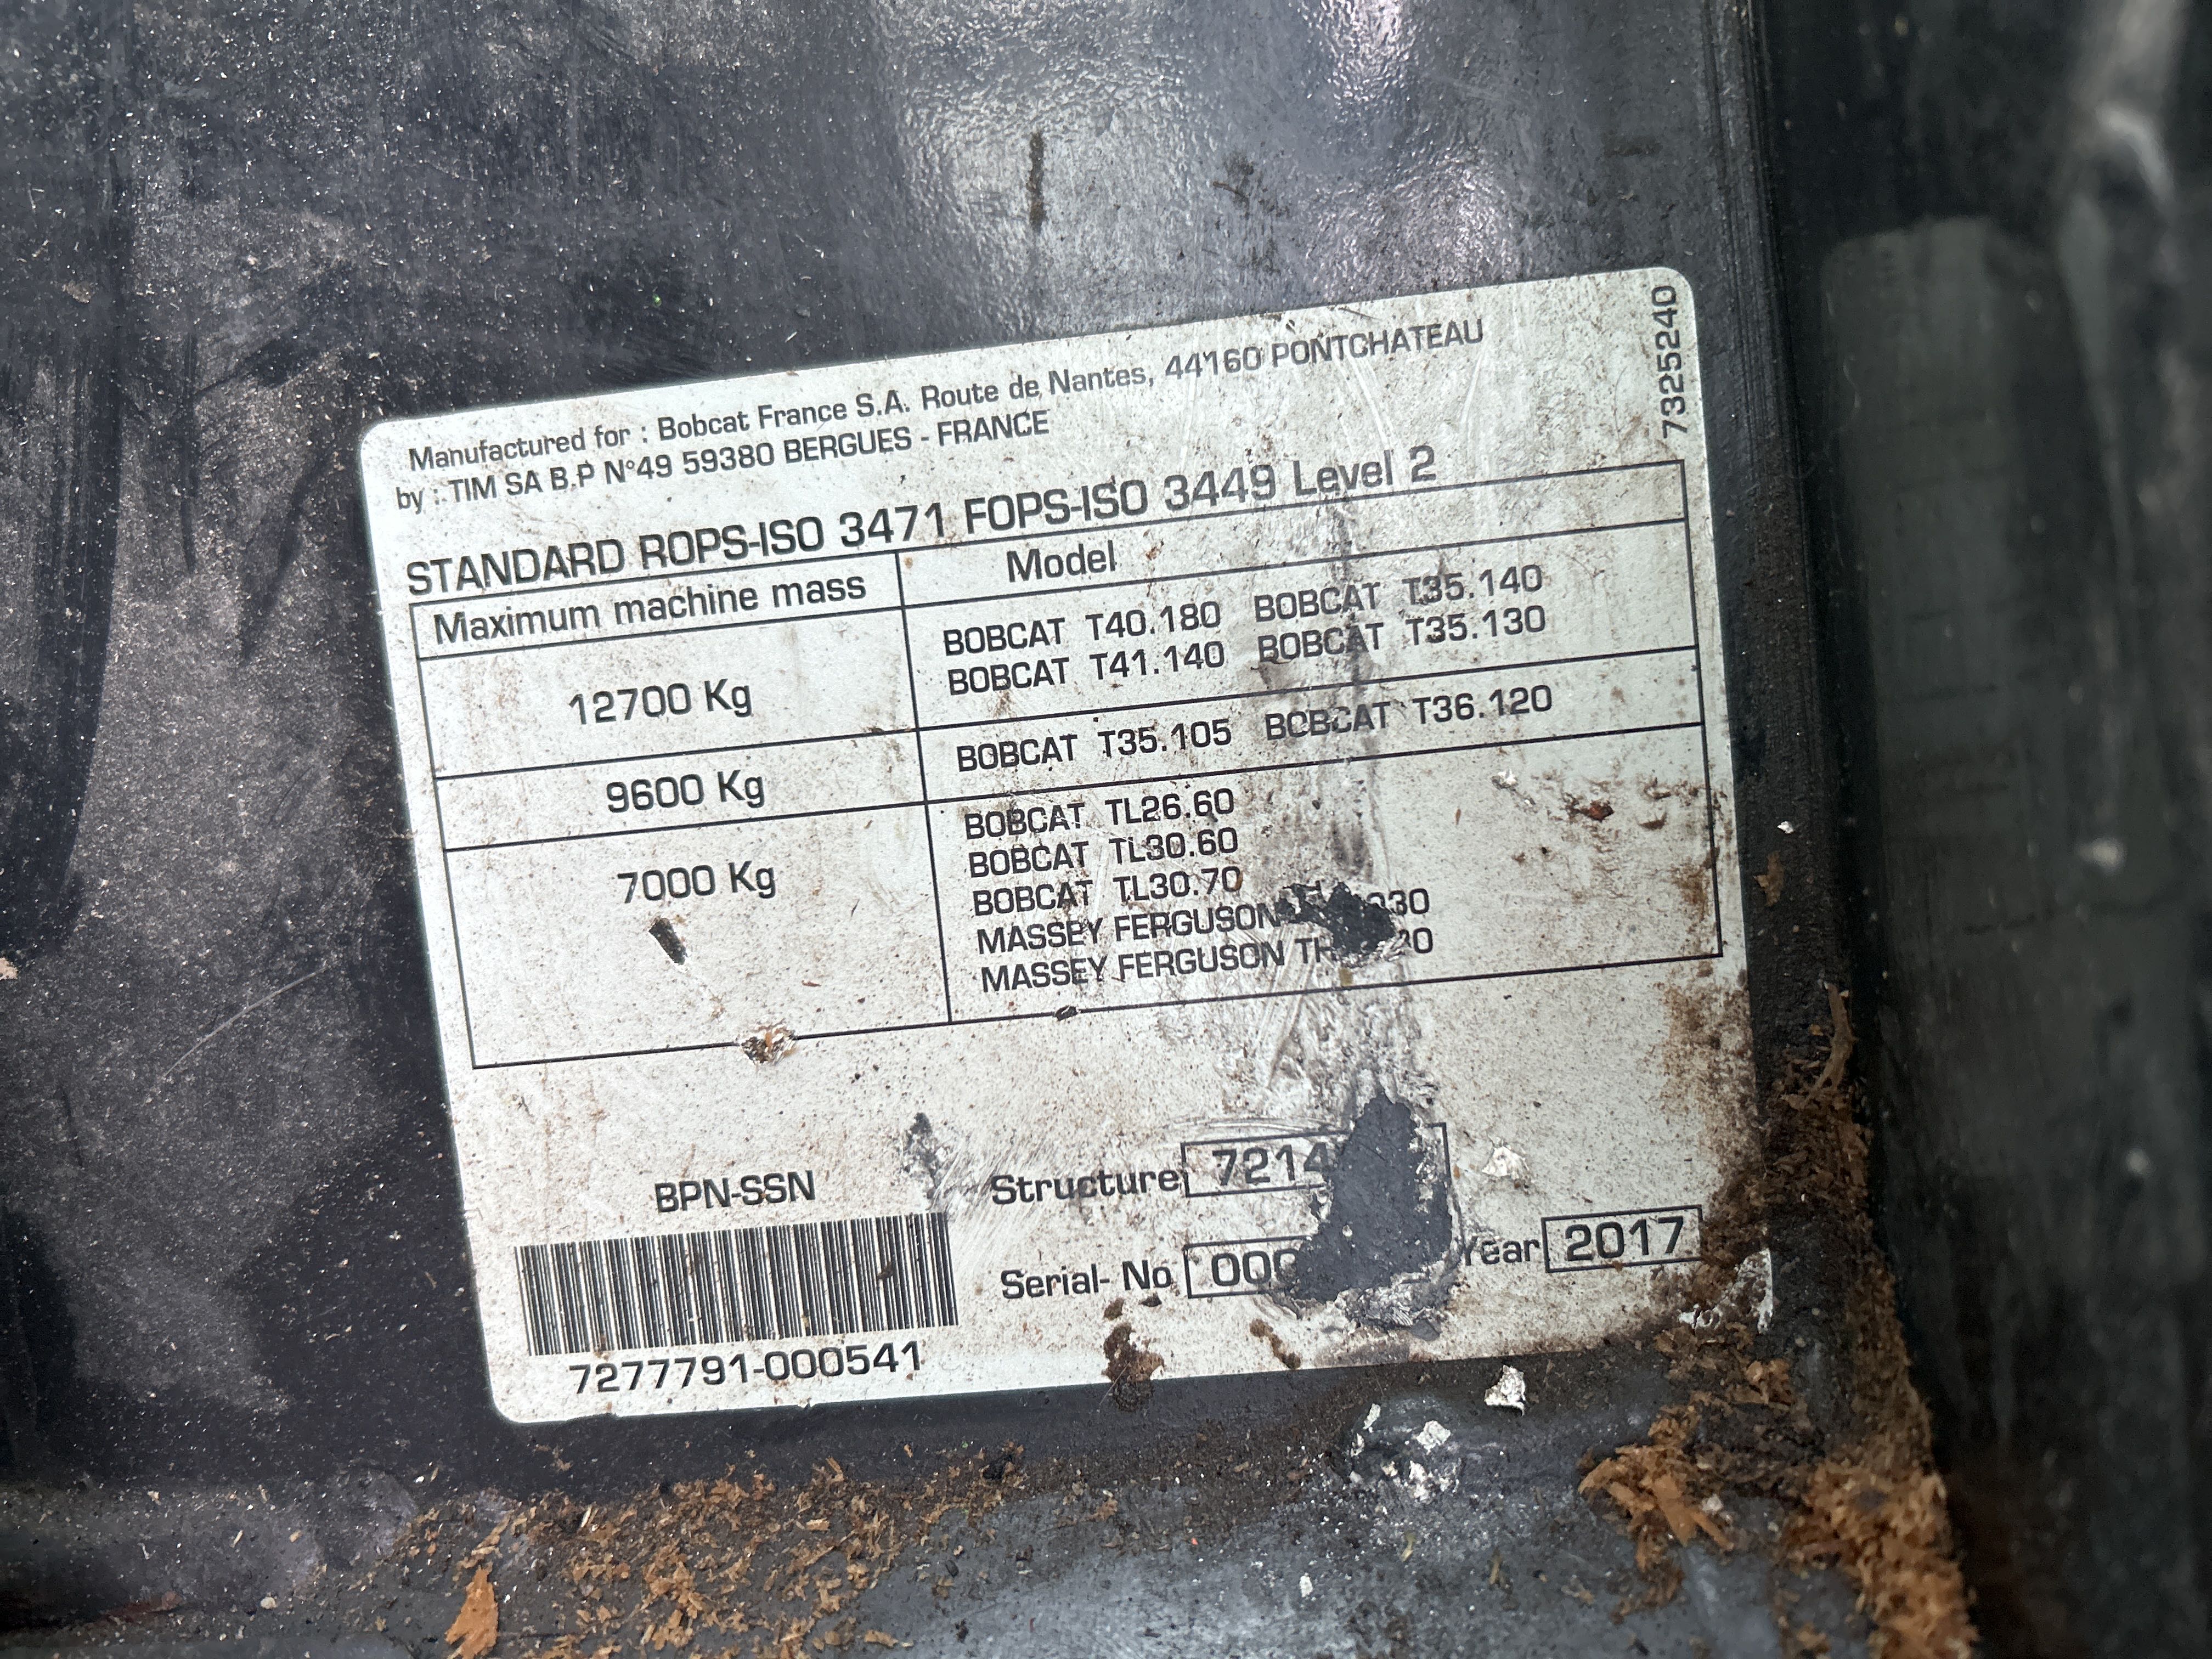 Manufactured for : Bobcat France S.A. Route de Nantes, 44160 PONTCHATEAU
by : TIM SA B.P N°49 59380 BERGUES - FRANCE
7325240
STANDARD ROPS-ISO 3471 FOPS-ISO 3449 Level 2
Maximum machine mass Model
12700 Kg
BOBCAT T40.180 BOBCAT T35.140
BOBCAT T41.140 BOBCAT T35.130
9600 Kg
BOBCAT T35.105 BOBCAT T36.120
7000 Kg
BOBCAT TL26.60
BOBCAT TL30.60
BOBCAT TL30.70
MASSEY FERGUSON
MASSEY FERGUSON
BPN-SSN
7277791-000541
Structure
Serial- No
Year 2017